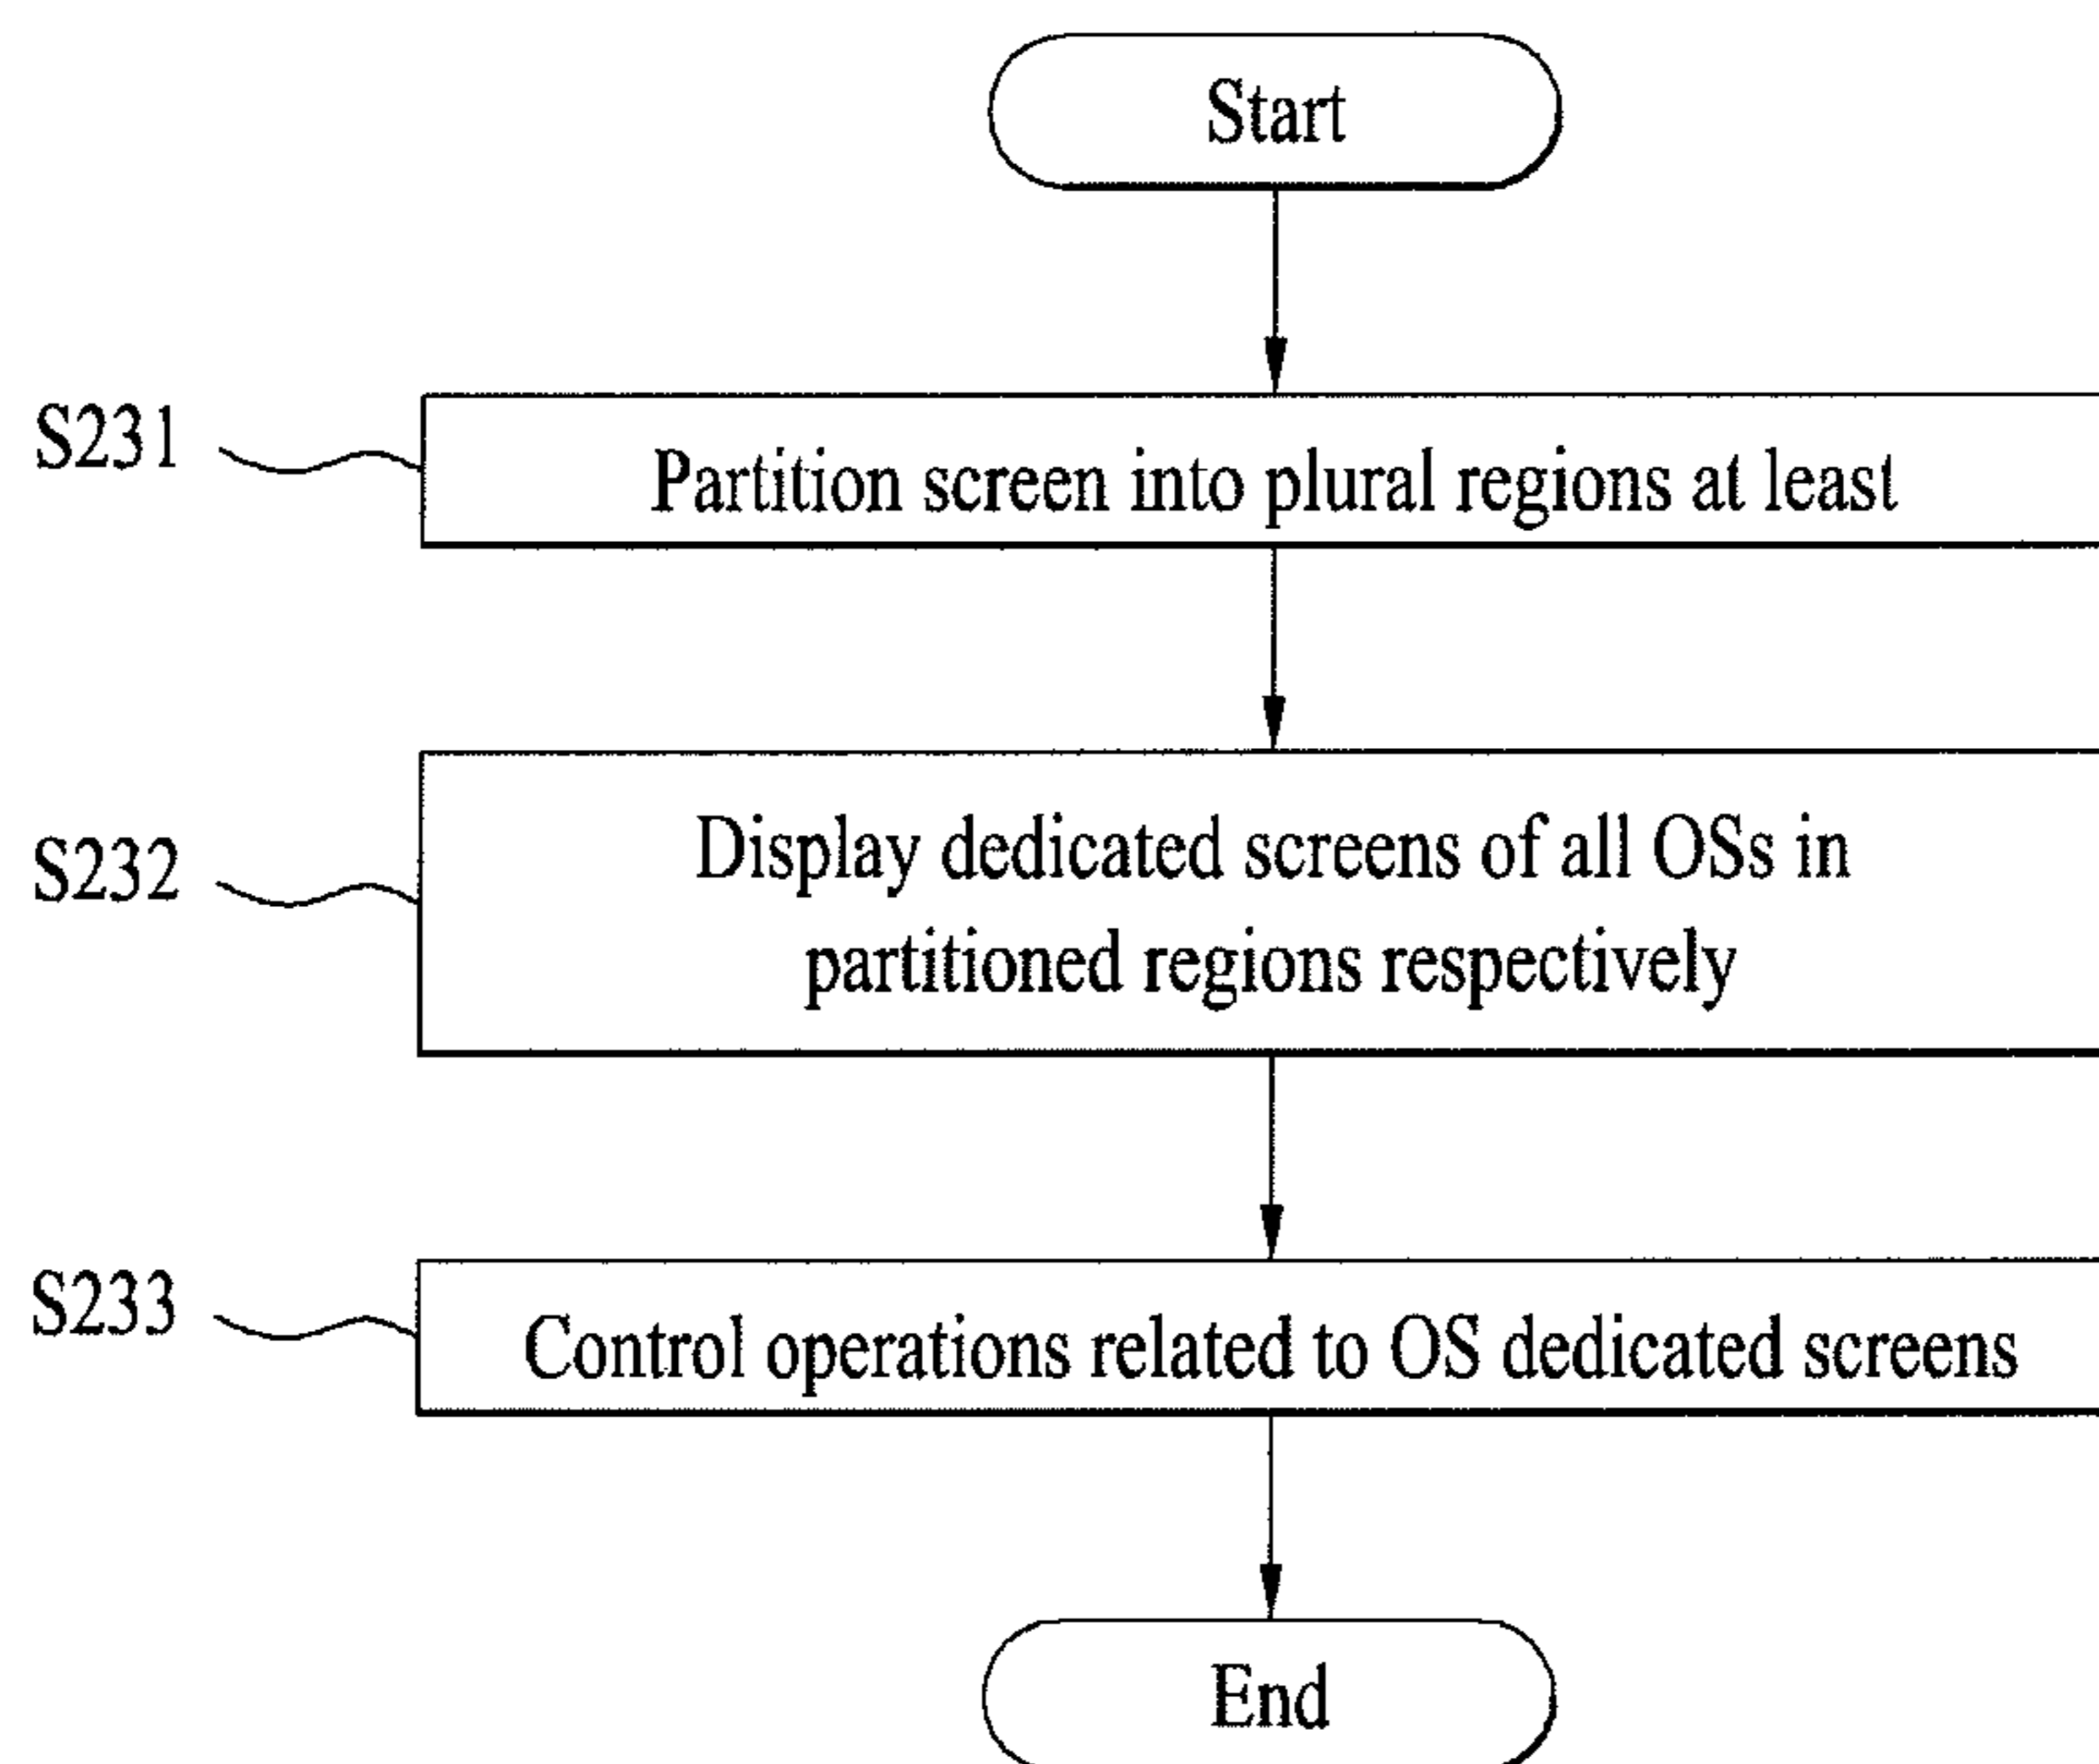 Start
S231
Partition screen into plural regions at least
S232
Display dedicated screens of all OSs in
partitioned regions respectively
S233
Control operations related to OS dedicated screens
End